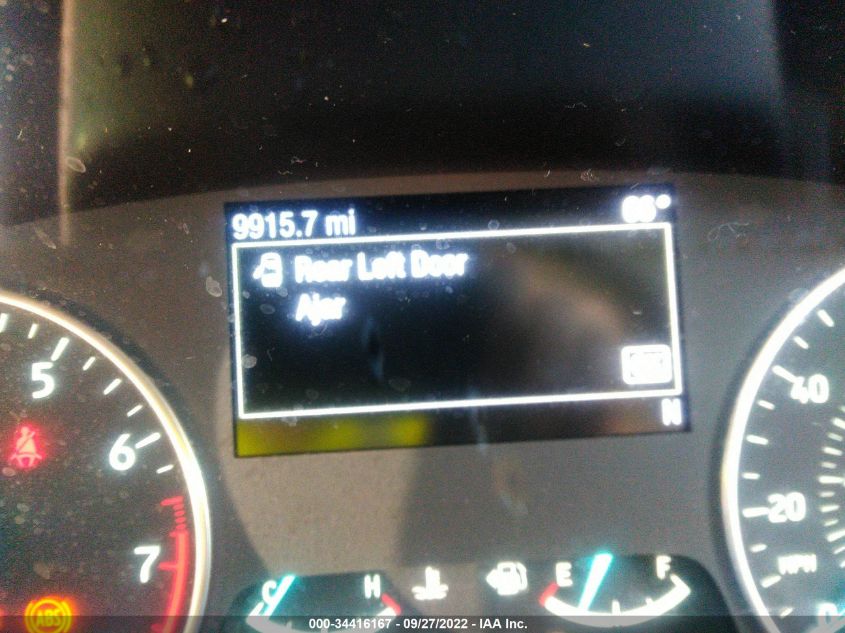 9915.7 mi
Rear Left Door
Ajar
OK
N
5
6
7
ABS
C H
E F
40
20
MPH
000-34416167 - 09/27/2022 - IAA Inc.